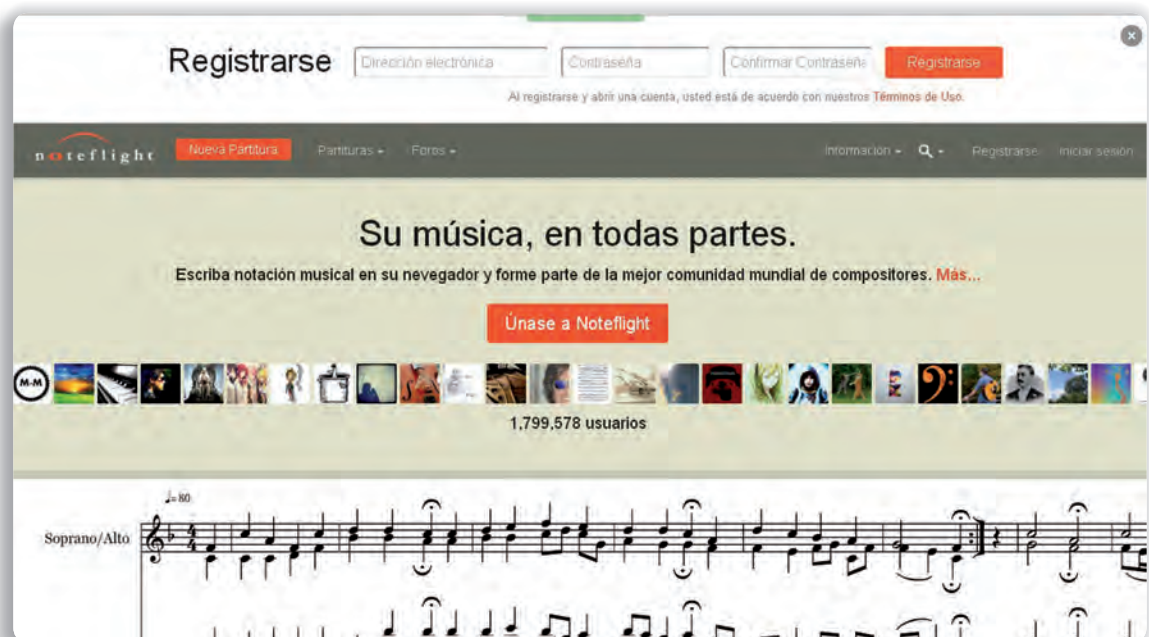 Registrarse
Dirección electrónica
Contraseña
Confirmar Contraseña
Registrarse
Al registrarse y abrir una cuenta, usted está de acuerdo con nuestros Términos de Uso.
noteflight
Nueva Partitura
Partituras
Foros
Información
Registrarse
Iniciar sesión
Su música, en todas partes.
Escriba notación musical en su nevegador y forme parte de la mejor comunidad mundial de compositores. Más...
Únase a Noteflight
M·M
1,799,578 usuarios
♩= 80
Soprano/Alto